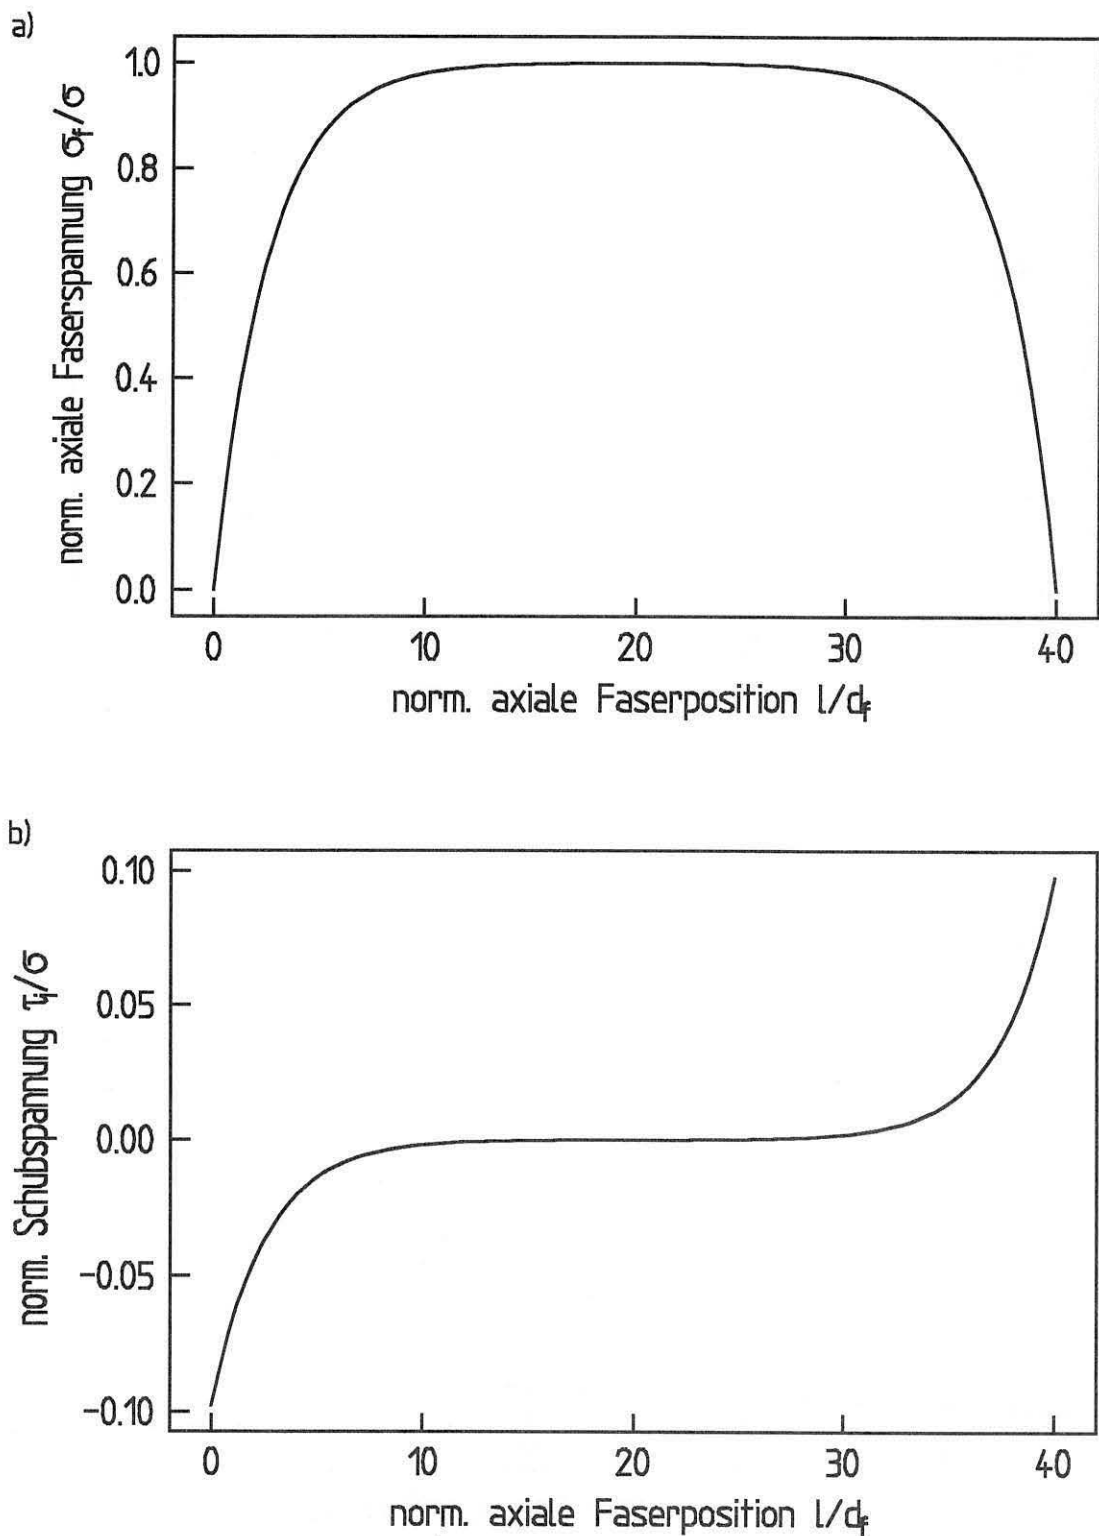 a)
norm. axiale Faserspannung σf/σ
1.0
0.8
0.6
0.4
0.2
0.0
0 10 20 30 40
norm. axiale Faserposition l/df
b)
norm. Schubspannung τi/σ
0.10
0.05
0.00
−0.05
−0.10
0 10 20 30 40
norm. axiale Faserposition l/df